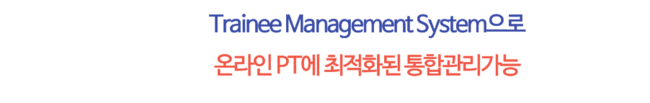 Trainee Management System으로
온라인 PT에 최적화된 통합관리가능